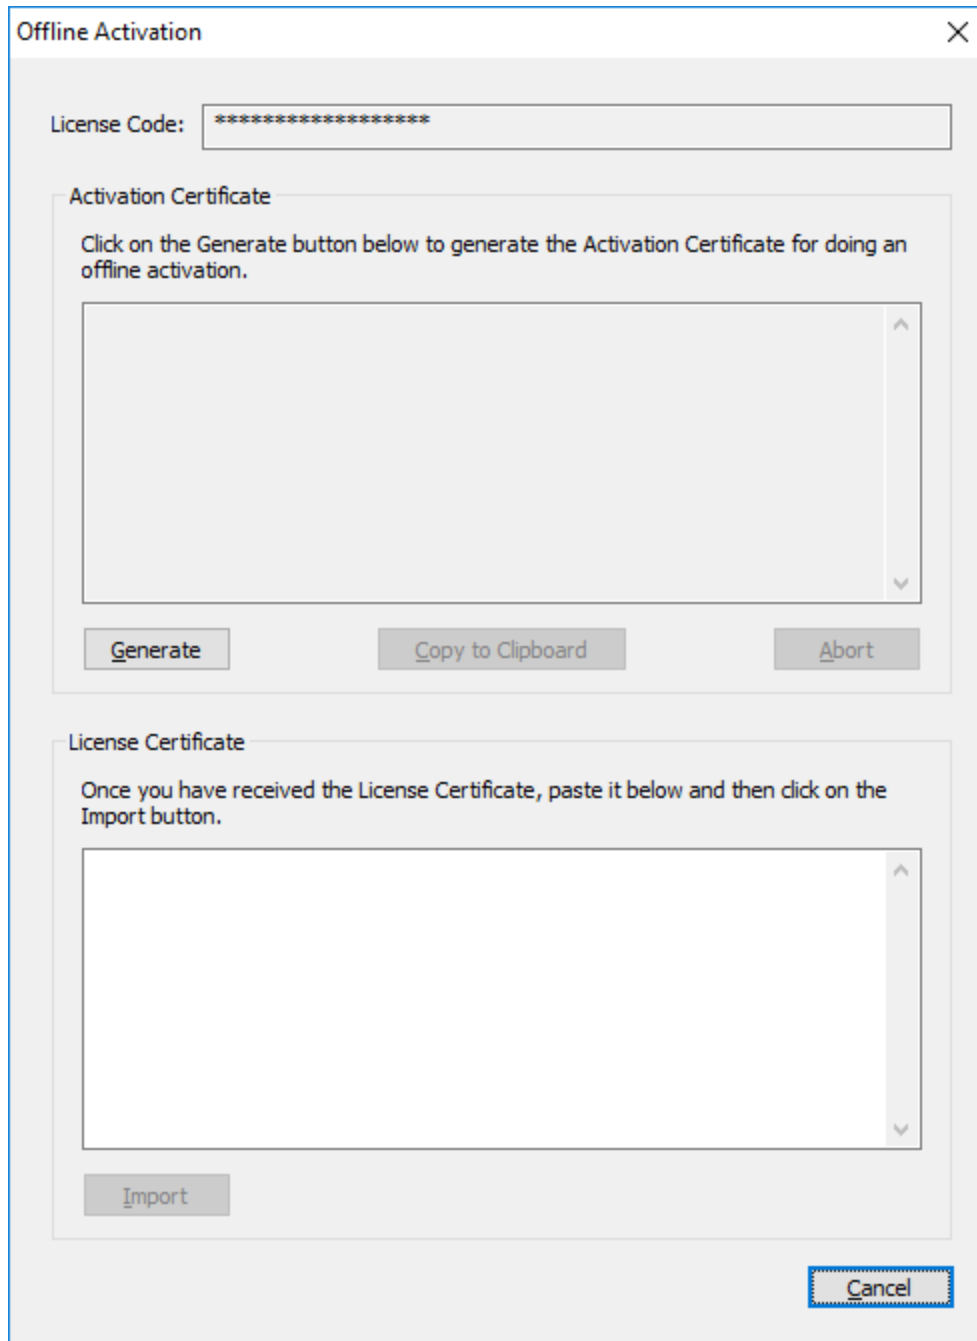 Offline Activation
License Code: ******************
Activation Certificate
Click on the Generate button below to generate the Activation Certificate for doing an
offline activation.
Generate Copy to Clipboard Abort
License Certificate
Once you have received the License Certificate, paste it below and then click on the
Import button.
Import
Cancel